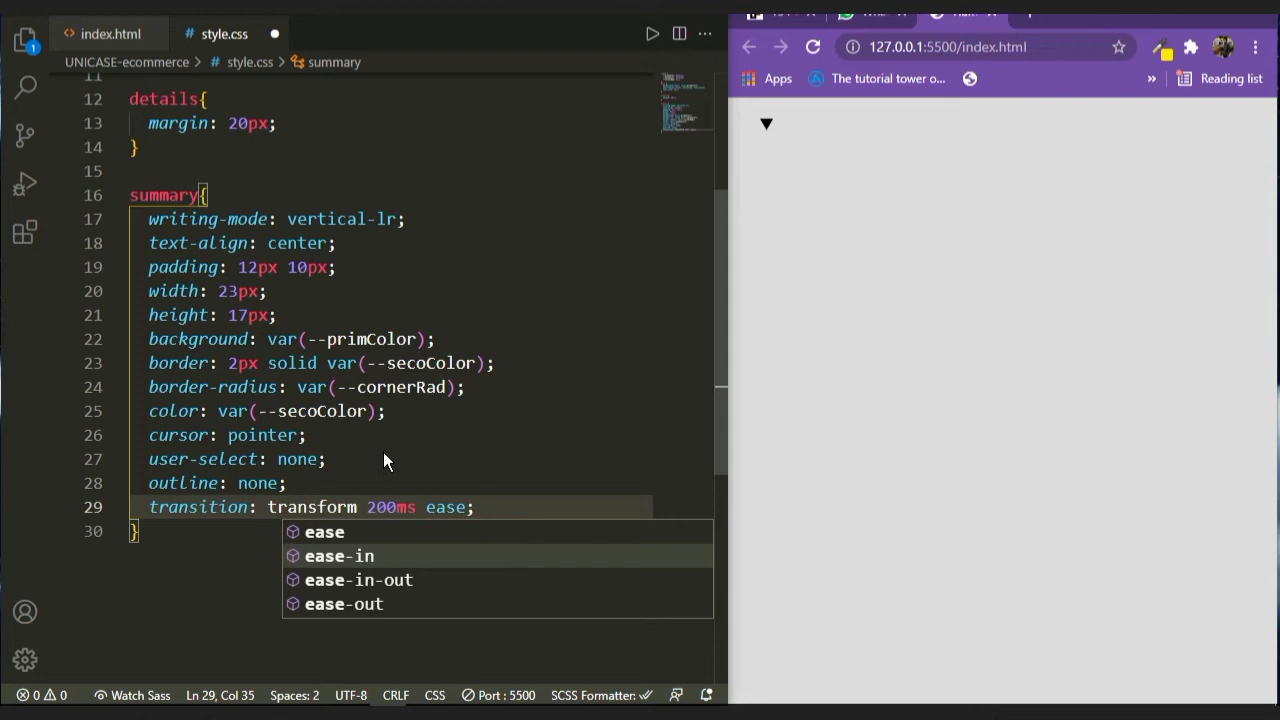 index.html
# style.css
127.0.0.1:5500/index.html
UNICASE-ecommerce > style.css > summary
Apps
The tutorial tower o...
»
Reading list
1
11
12 details{
13 margin: 20px;
14 }
15
16 summary{
17 writing-mode: vertical-lr;
18 text-align: center;
19 padding: 12px 10px;
20 width: 23px;
21 height: 17px;
22 background: var(--primColor);
23 border: 2px solid var(--secoColor);
24 border-radius: var(--cornerRad);
25 color: var(--secoColor);
26 cursor: pointer;
27 user-select: none;
28 outline: none;
29 transition: transform 200ms ease;
30 }
ease
ease-in
ease-in-out
ease-out
0 0 Watch Sass Ln 29, Col 35 Spaces: 2 UTF-8 CRLF CSS Port : 5500 SCSS Formatter: